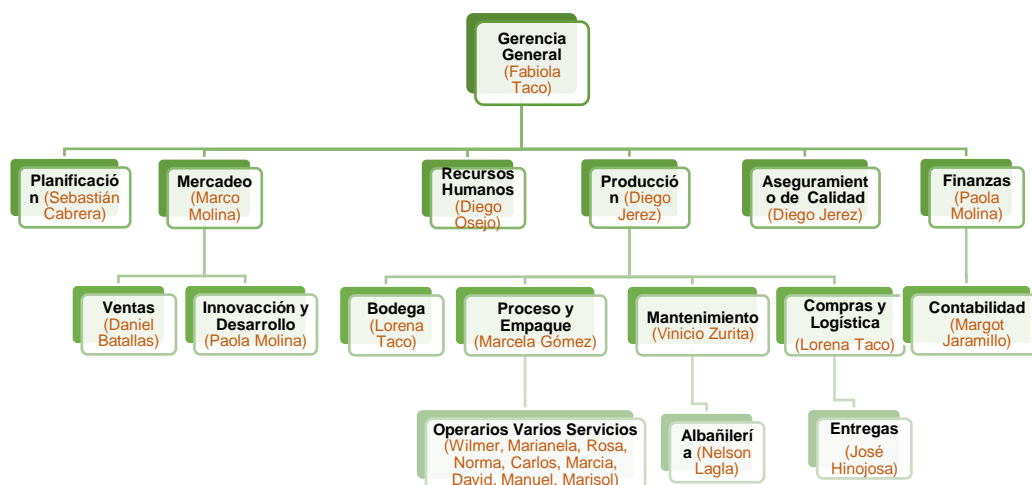 Gerencia
General
(Fabiola
Taco)
Planificació
n (Sebastián
Cabrera)
Mercadeo
(Marco
Molina)
Recursos
Humanos
(Diego
Osejo)
Producció
n (Diego
Jerez)
Aseguramient
o de Calidad
(Diego Jerez)
Finanzas
(Paola
Molina)
Ventas
(Daniel
Batallas)
Innovacción y
Desarrollo
(Paola Molina)
Bodega
(Lorena
Taco)
Proceso y
Empaque
(Marcela Gómez)
Mantenimiento
(Vinicio Zurita)
Compras y
Logística
(Lorena Taco)
Contabilidad
(Margot
Jaramillo)
Operarios Varios Servicios
(Wilmer, Marianela, Rosa,
Norma, Carlos, Marcia,
David, Manuel, Marisol)
Albañilerí
a (Nelson
Lagla)
Entregas
(José
Hinojosa)